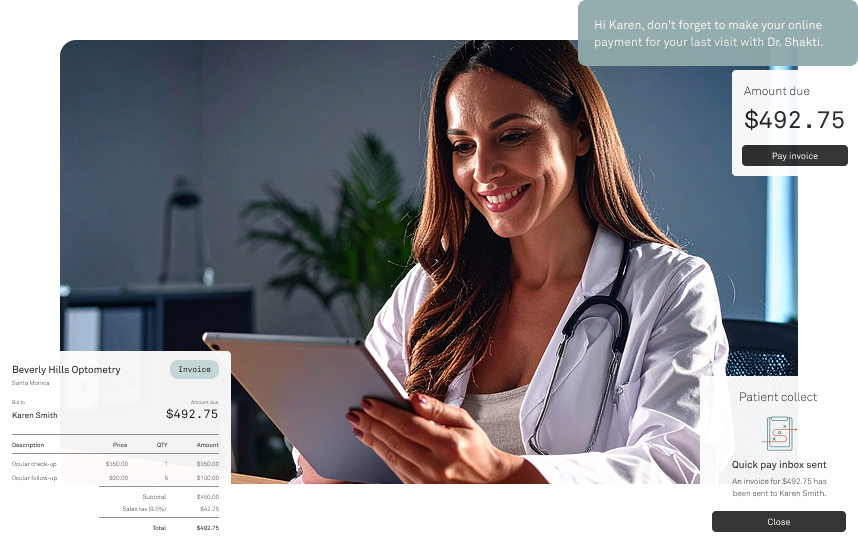 Hi Karen, don't forget to make your online
payment for your last visit with Dr. Shakti.
Amount due
$492.75
Pay invoice
Beverly Hills Optometry
Invoice
Santa Monica
Bill to
Amount due
Karen Smith
$492.75
Description Price QTY Amount
Ocular check-up $350.00 1 $350.00
Ocular follow-up $20.00 5 $100.00
Subtotal $450.00
Sales tax (9.5%) $42.75
Total $492.75
Patient collect
Quick pay inbox sent
An invoice for $492.75 has
been sent to Karen Smith.
Close